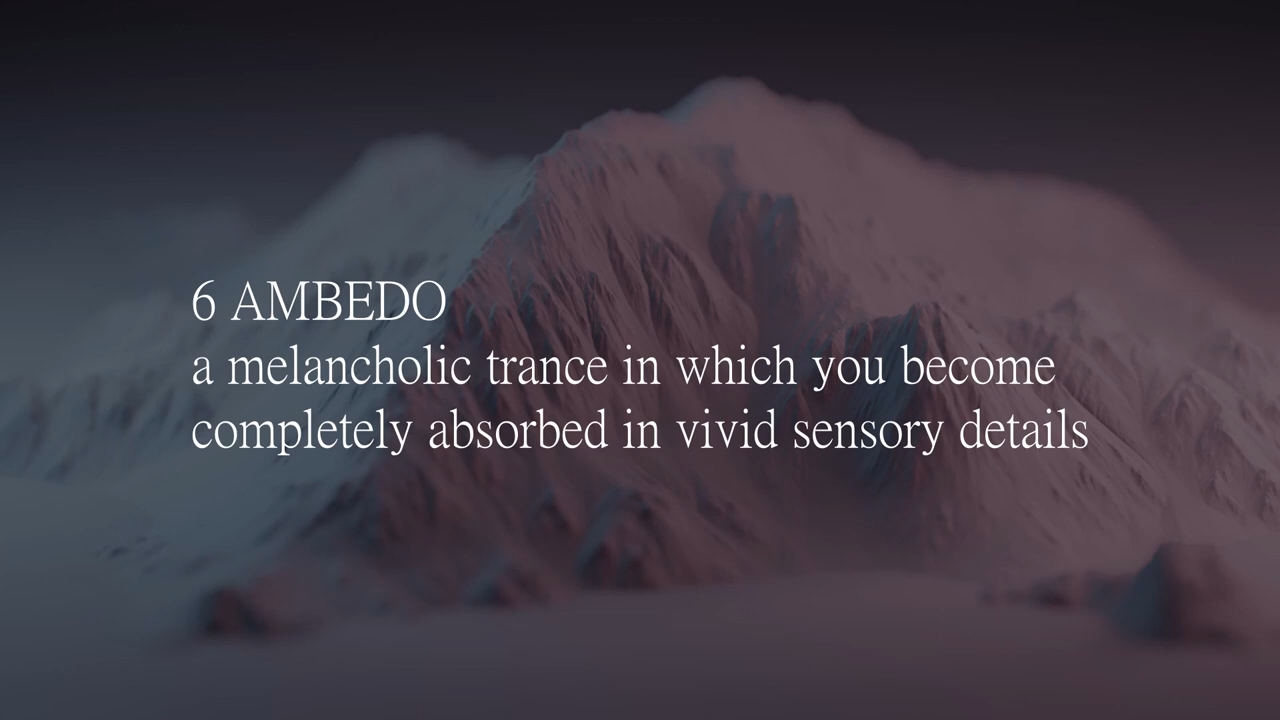 6 AMBEDO
a melancholic trance in which you become
completely absorbed in vivid sensory details